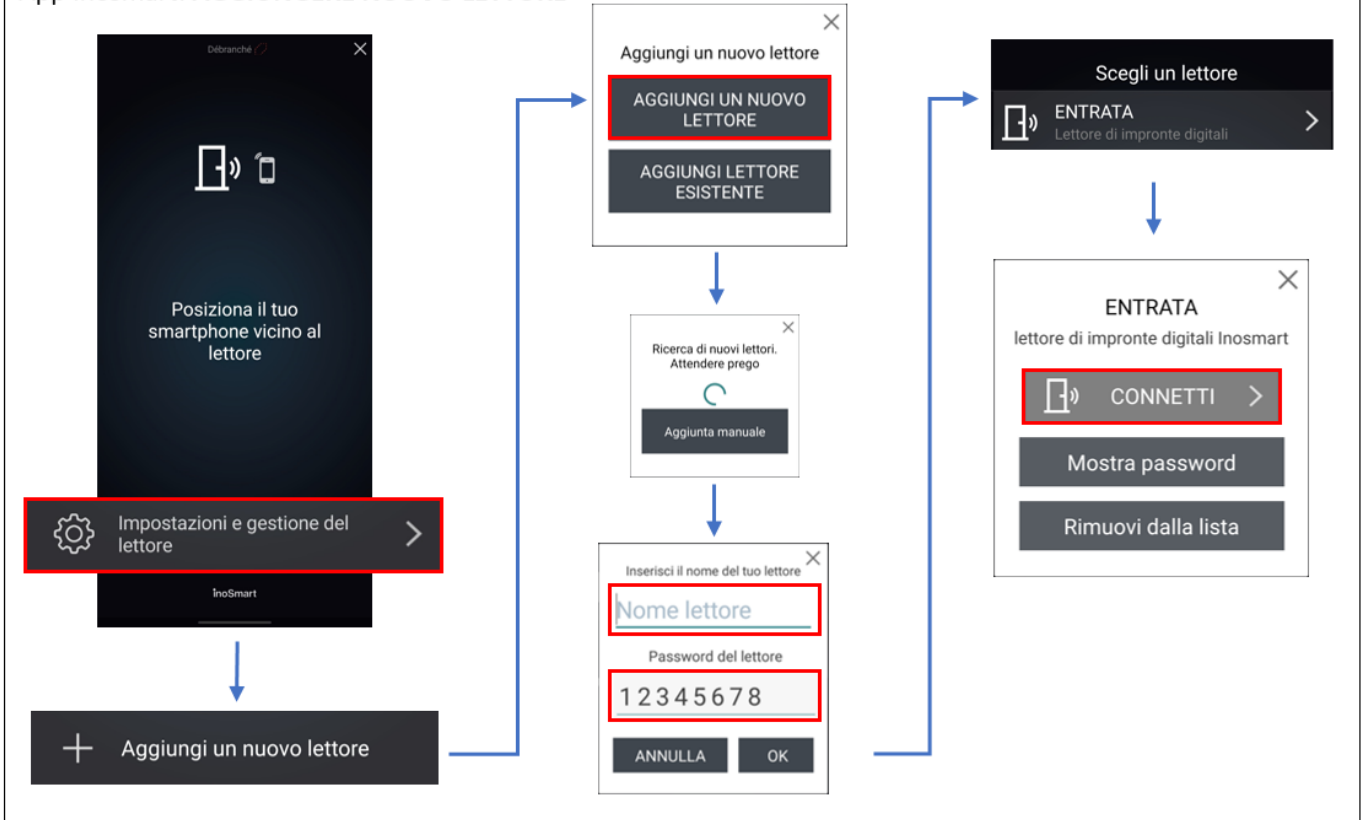 Débranché
Posiziona il tuo
smartphone vicino al
lettore
Impostazioni e gestione del
lettore
InoSmart
Aggiungi un nuovo lettore
Aggiungi un nuovo lettore
AGGIUNGI UN NUOVO
LETTORE
AGGIUNGI LETTORE
ESISTENTE
Ricerca di nuovi lettori.
Attendere prego
Aggiunta manuale
Inserisci il nome del tuo lettore
Nome lettore
Password del lettore
12345678
ANNULLA OK
Scegli un lettore
ENTRATA
Lettore di impronte digitali
ENTRATA
lettore di impronte digitali Inosmart
CONNETTI
Mostra password
Rimuovi dalla lista